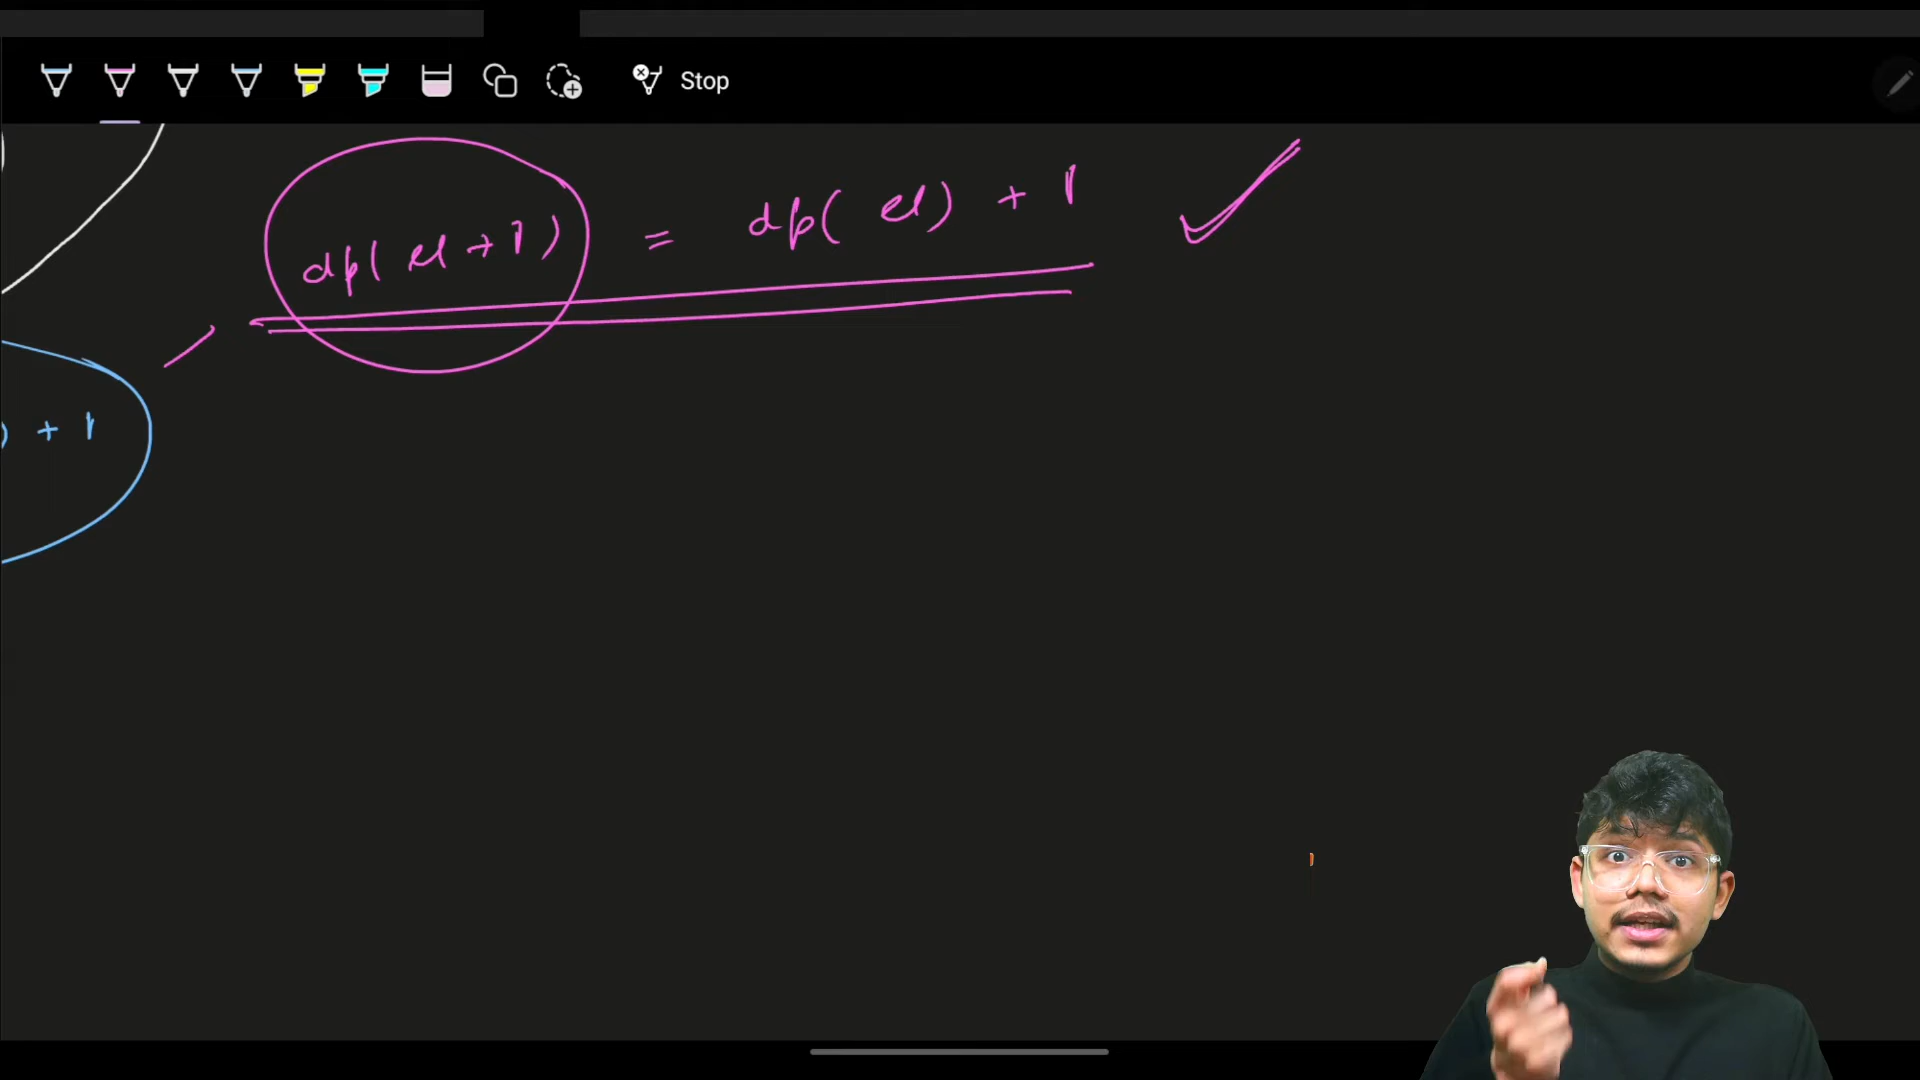 Stop
dp( el + 1 ) = dp( el ) + 1
) + 1